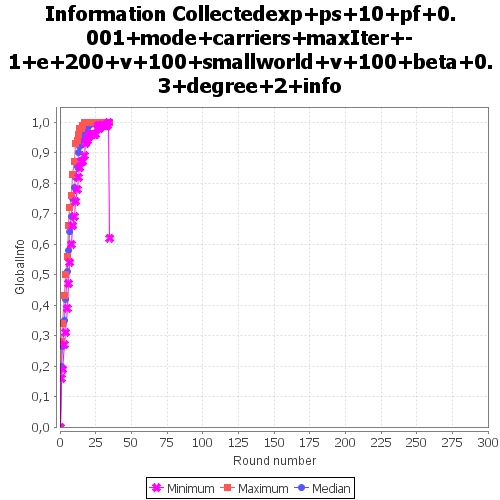 Information Collectedexp+ps+10+pf+0.
001+mode+carriers+maxIter+-
1+e+200+v+100+smallworld+v+100+beta+0.
3+degree+2+info
1,0
0,9
0,8
0,7
0,6
0,5
0,4
0,3
0,2
0,1
0,0
GlobalInfo
0 25 50 75 100 125 150 175 200 225 250 275 300
Round number
Minimum Maximum Median